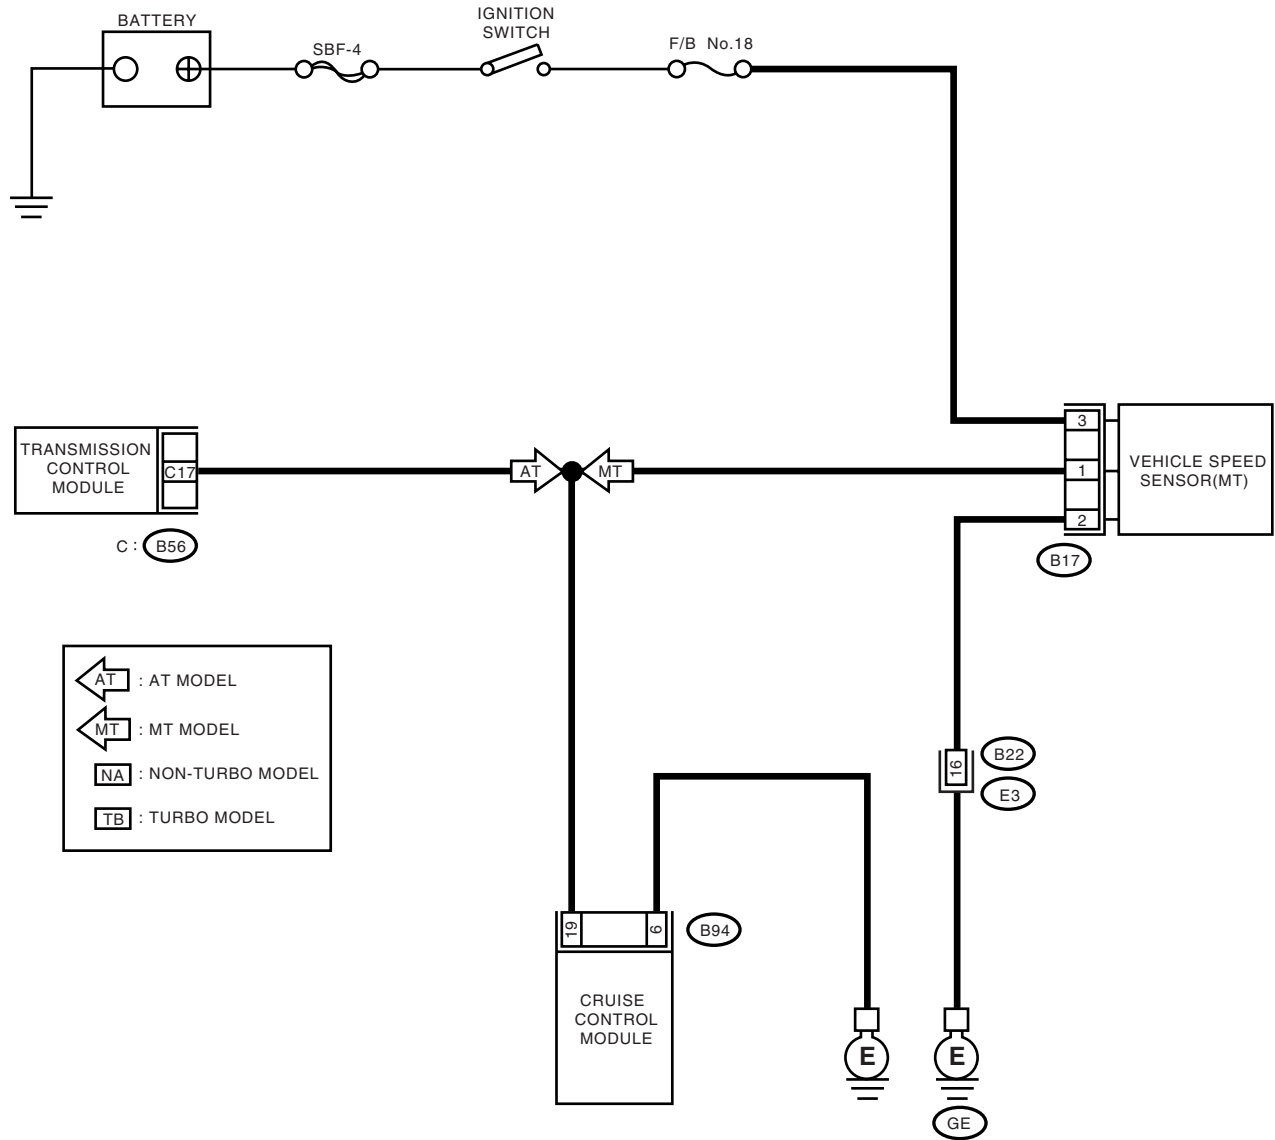 BATTERY
IGNITION
SWITCH
SBF-4
F/B No.18
TRANSMISSION
CONTROL
MODULE
C17
AT
MT
3
1
2
VEHICLE SPEED
SENSOR(MT)
C : B56
B17
AT : AT MODEL
MT : MT MODEL
NA : NON-TURBO MODEL
TB : TURBO MODEL
16
B22
E3
19
6
B94
CRUISE
CONTROL
MODULE
E
E
GE